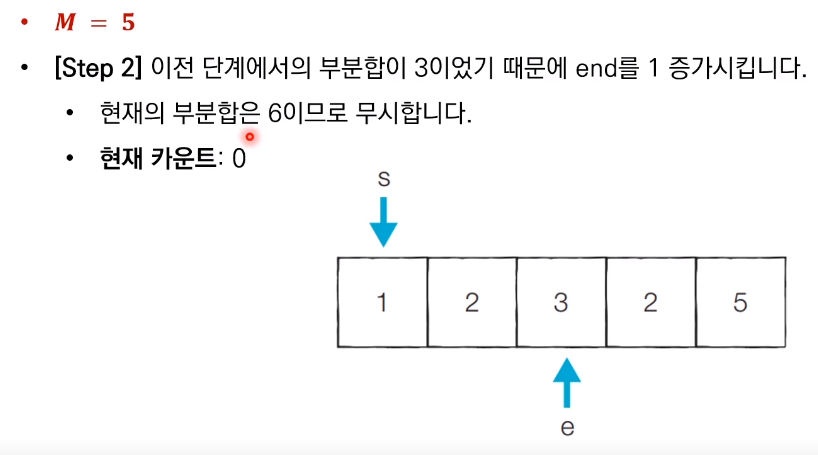 • M = 5
• [Step 2] 이전 단계에서의 부분합이 3이었기 때문에 end를 1 증가시킵니다.
• 현재의 부분합은 6이므로 무시합니다.
• 현재 카운트: 0
s
1 2 3 2 5
e